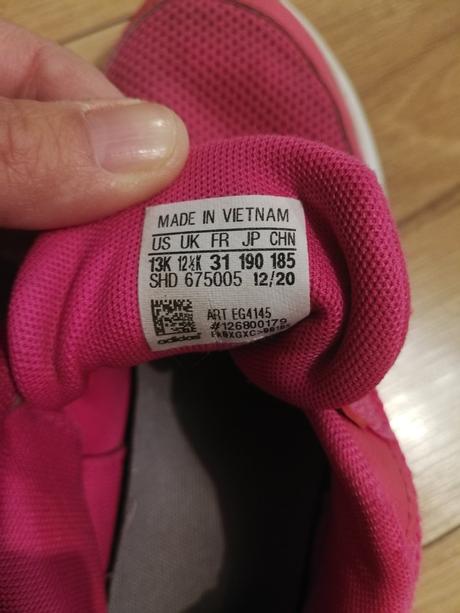 MADE IN VIETNAM
US UK FR JP CHN
13K 12½K 31 190 185
SHD 675005 12/20
ART EG4145
#126800179
adidas